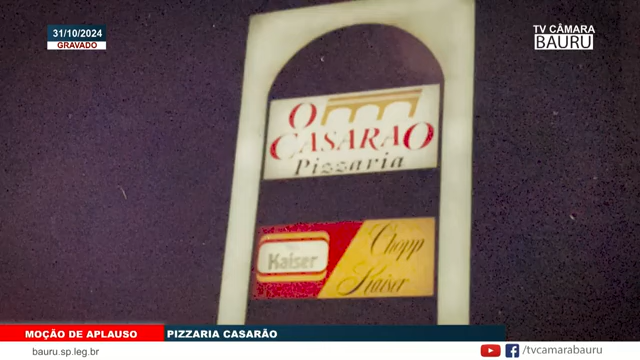 31/10/2024
GRAVADO
TV CÂMARA
BAURU
O
CASARÃO
Pizzaria
Kaiser
Chopp
Kaiser
MOÇÃO DE APLAUSO
PIZZARIA CASARÃO
bauru.sp.leg.br
/tvcamarabauru